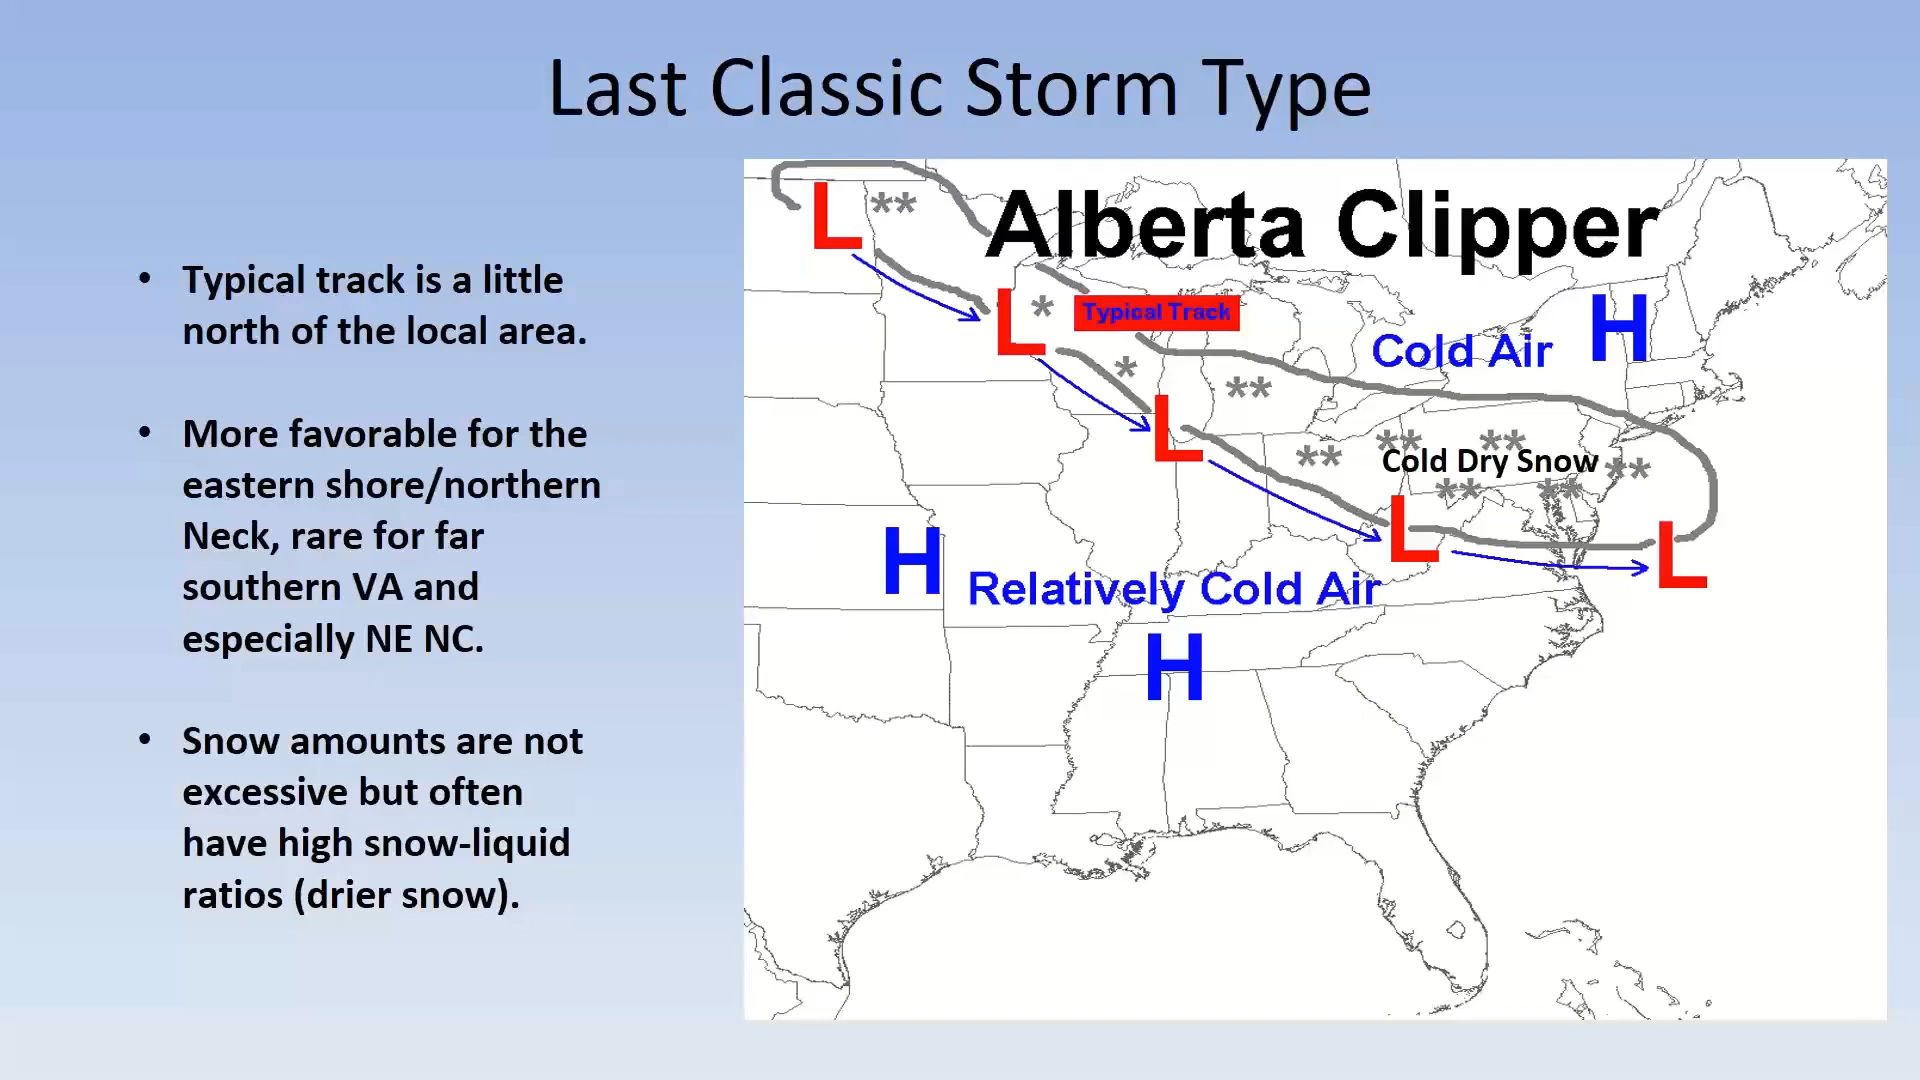 Last Classic Storm Type
• Typical track is a little
north of the local area.
• More favorable for the
eastern shore/northern
Neck, rare for far
southern VA and
especially NE NC.
• Snow amounts are not
excessive but often
have high snow-liquid
ratios (drier snow).
Alberta Clipper
L
**
L
*
Typical Track
Cold Air
H
*
**
L
**
**
**
Cold Dry Snow
**
**
**
L
L
H
Relatively Cold Air
H